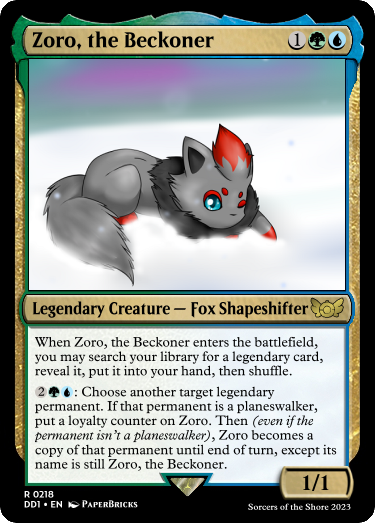 Zoro, the Beckoner 1
Legendary Creature — Fox Shapeshifter
When Zoro, the Beckoner enters the battlefield,
you may search your library for a legendary card,
reveal it, put it into your hand, then shuffle.
2: Choose another target legendary
permanent. If that permanent is a planeswalker,
put a loyalty counter on Zoro. Then (even if the
permanent isn't a planeswalker), Zoro becomes a
copy of that permanent until end of turn, except its
name is still Zoro, the Beckoner.
1/1
R 0218
DD1 • EN PaperBricks
Sorcers of the Shore 2023